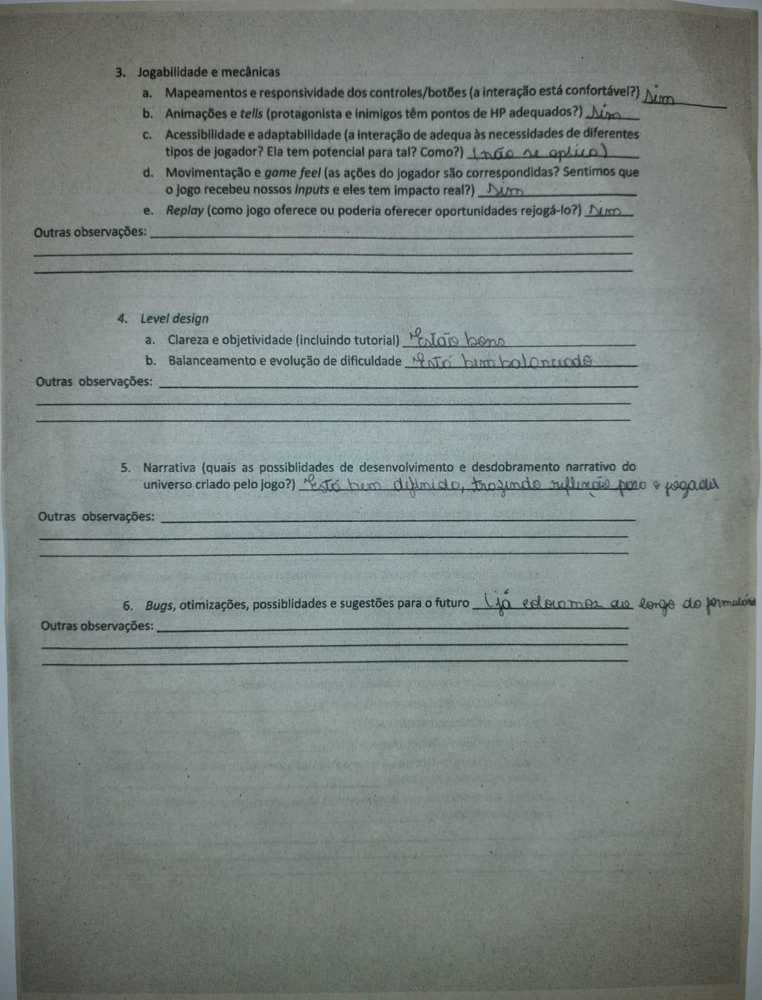 3. Jogabilidade e mecânicas
a. Mapeamentos e responsividade dos controles/botões (a interação está confortável?) Sim
b. Animações e tells (protagonista e inimigos têm pontos de HP adequados?) Sim
c. Acessibilidade e adaptabilidade (a interação de adequa às necessidades de diferentes
tipos de jogador? Ela tem potencial para tal? Como?) (não se aplica)
d. Movimentação e game feel (as ações do jogador são correspondidas? Sentimos que
o jogo recebeu nossos inputs e eles tem impacto real?) Sim
e. Replay (como jogo oferece ou poderia oferecer oportunidades rejogá-lo?) Sim
Outras observações:
4. Level design
a. Clareza e objetividade (incluindo tutorial) Estão bons
b. Balanceamento e evolução de dificuldade Está bem balanceado
Outras observações:
5. Narrativa (quais as possiblidades de desenvolvimento e desdobramento narrativo do
universo criado pelo jogo?) Está bem definido, trazendo reflexão para o jogador
Outras observações:
6. Bugs, otimizações, possiblidades e sugestões para o futuro (já colocamos ao longo do formulário
Outras observações: